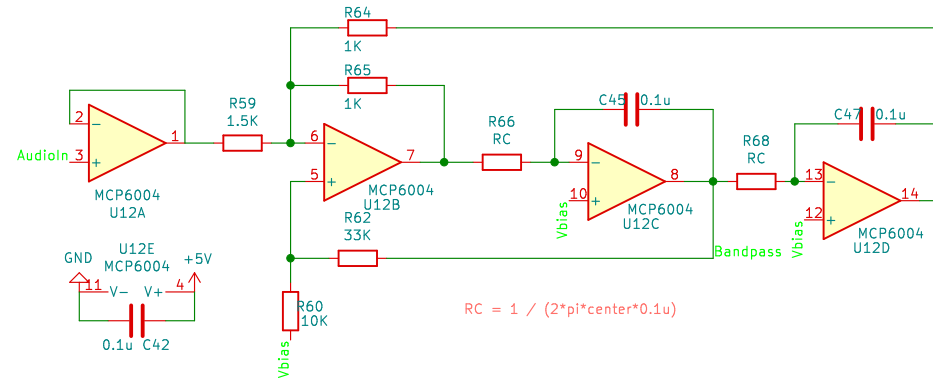 R64
1K
R65
1K
R59
1.5K
2
3
1
AudioIn
MCP6004
U12A
6
5
7
MCP6004
U12B
R66
RC
C45 0.1u
9
10
8
MCP6004
U12C
Vbias
R68
RC
C47 0.1u
13
12
14
MCP6004
U12D
Vbias
Bandpass
R62
33K
R60
10K
Vbias
GND
U12E
MCP6004
+5V
11 V- V+ 4
0.1u C42
RC = 1 / (2*pi*center*0.1u)